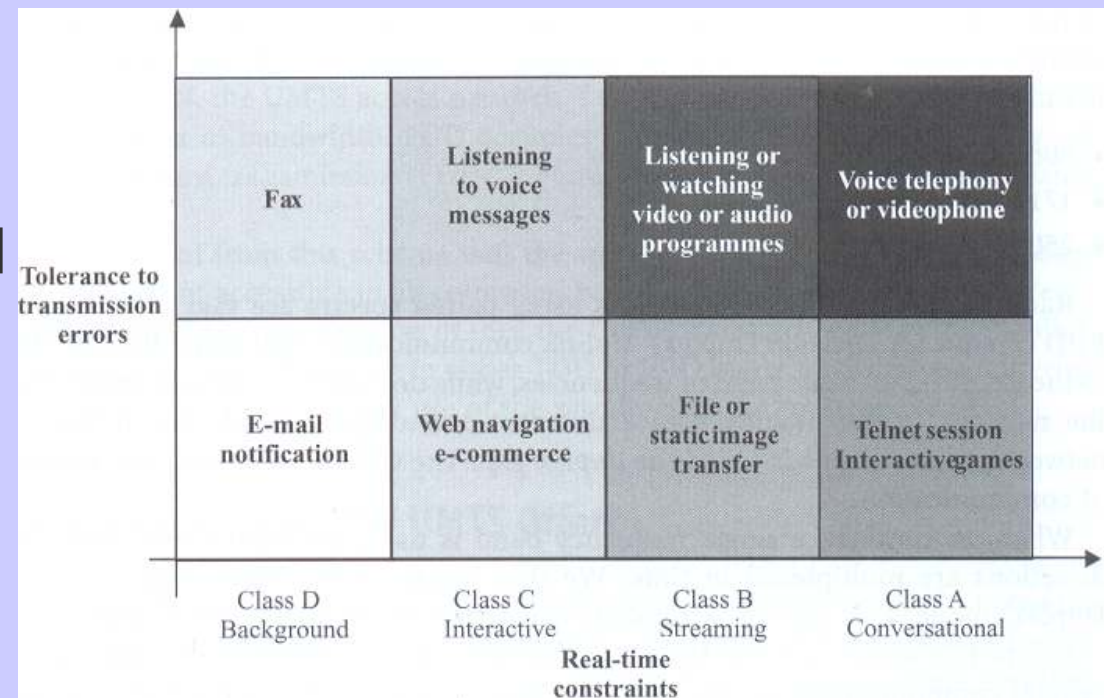 Tolerance to
transmission
errors
Fax
Listening
to voice
messages
Listening or
watching
video or audio
programmes
Voice telephony
or videophone
E-mail
notification
Web navigation
e-commerce
File or
staticimage
transfer
Telnet session
Interactivegames
Class D
Background
Class C
Interactive
Class B
Streaming
Class A
Conversational
Real-time
constraints